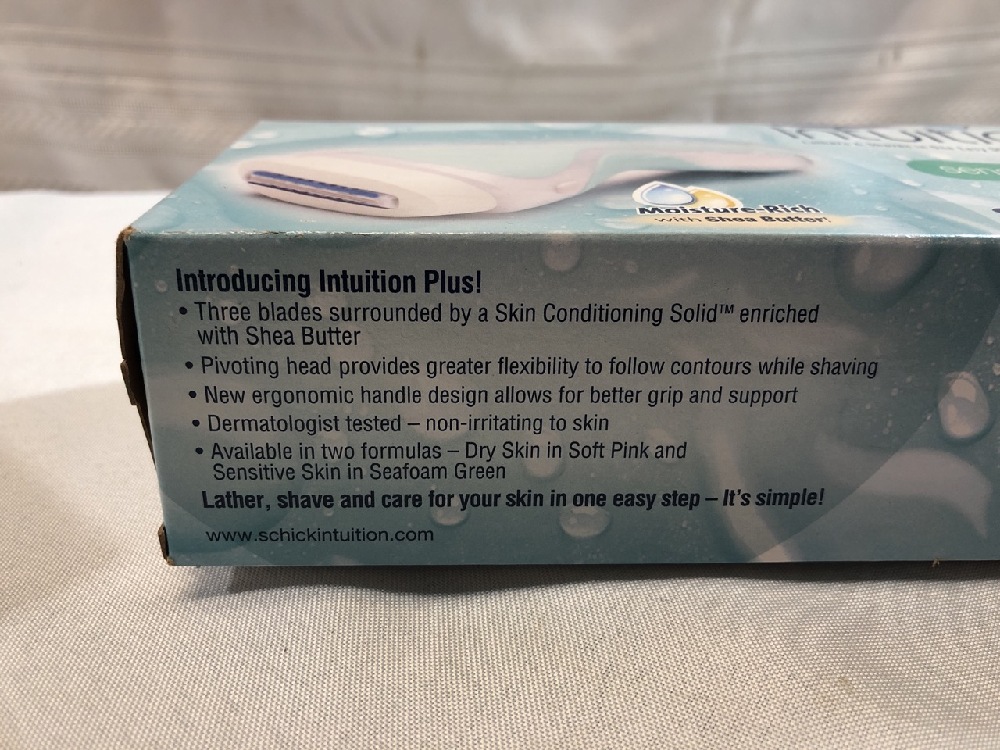 Moisture-Rich
with Shea Butter!
Introducing Intuition Plus!
• Three blades surrounded by a Skin Conditioning Solid™ enriched
with Shea Butter
• Pivoting head provides greater flexibility to follow contours while shaving
• New ergonomic handle design allows for better grip and support
• Dermatologist tested – non-irritating to skin
• Available in two formulas – Dry Skin in Soft Pink and
Sensitive Skin in Seafoam Green
Lather, shave and care for your skin in one easy step – It's simple!
www.schickintuition.com